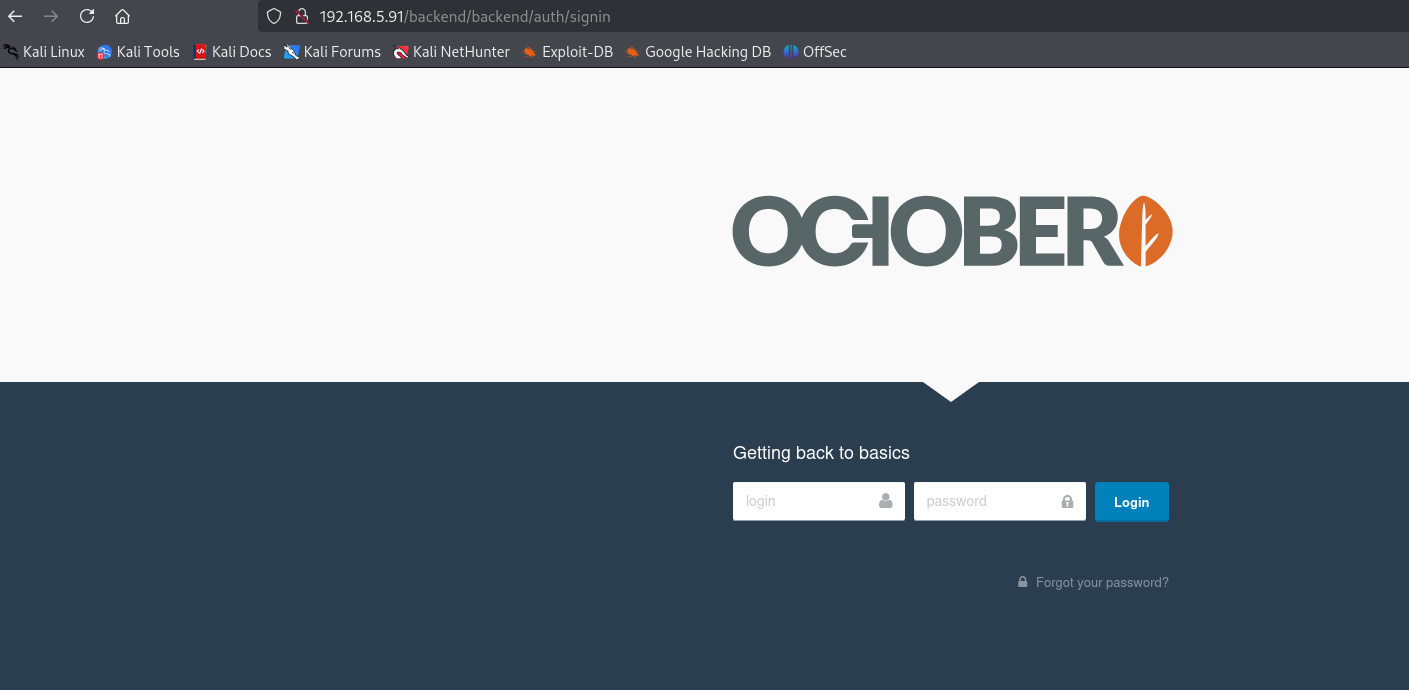 192.168.5.91/backend/backend/auth/signin
Kali Linux Kali Tools Kali Docs Kali Forums Kali NetHunter Exploit-DB Google Hacking DB OffSec
OCTOBER
Getting back to basics
login password Login
Forgot your password?